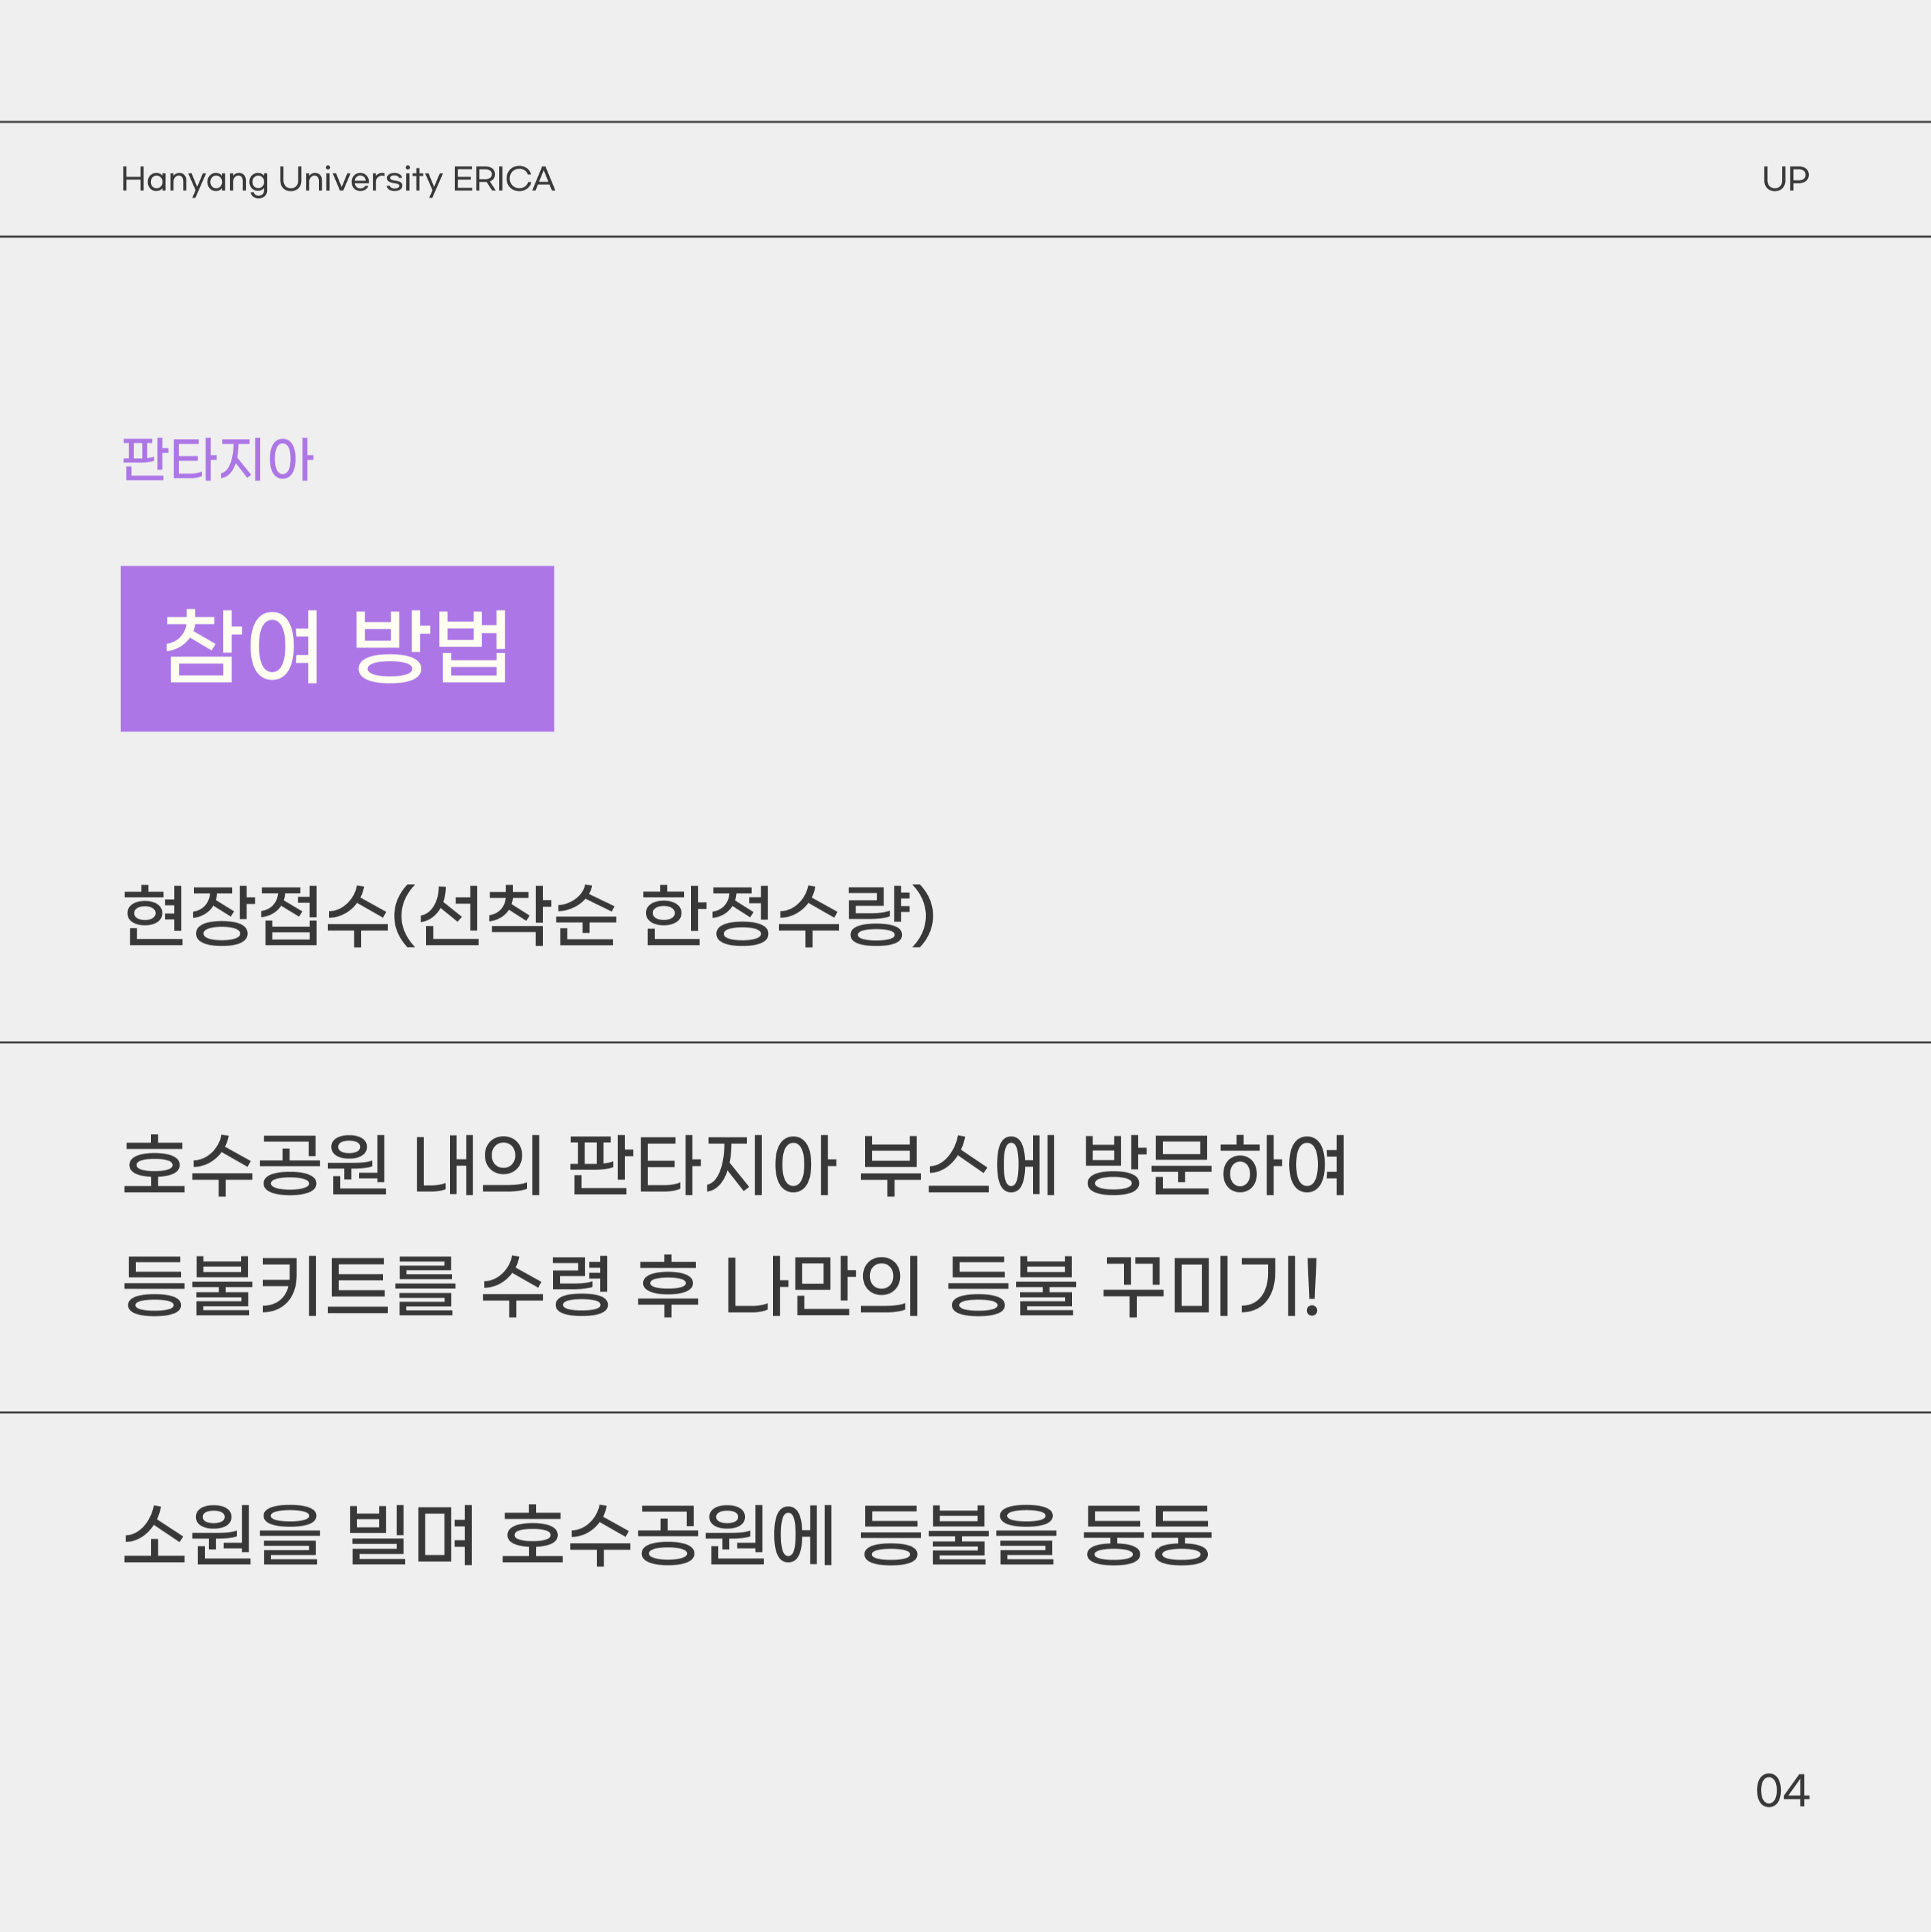 Hanyang University ERICA
UP
판타지아
참여 방법
현장접수(선착순 한정수량)
호수공원 내의 판타지아 부스에 방문하여
등불키트를 수령 후 나만의 등불 꾸미기!
소원을 빌며 호수공원에 등불을 등등
04